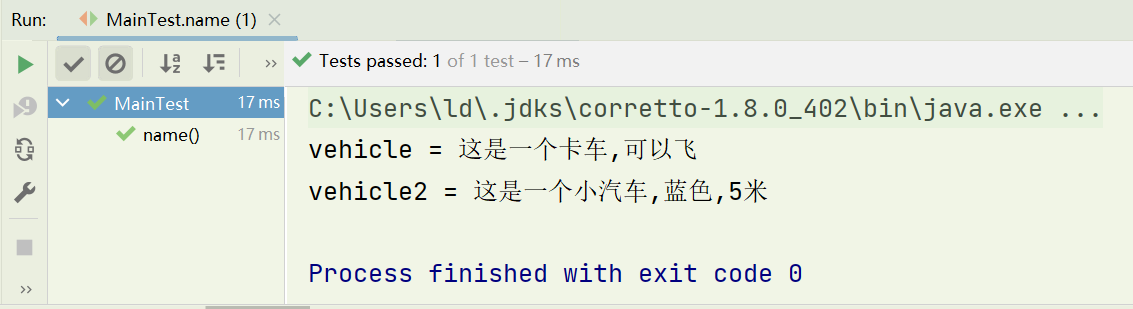 Run: MainTest.name (1)
Tests passed: 1 of 1 test – 17 ms
MainTest 17 ms
name() 17 ms
C:\Users\ld\.jdks\corretto-1.8.0_402\bin\java.exe ...
vehicle = 这是一个卡车,可以飞
vehicle2 = 这是一个小汽车,蓝色,5米
Process finished with exit code 0